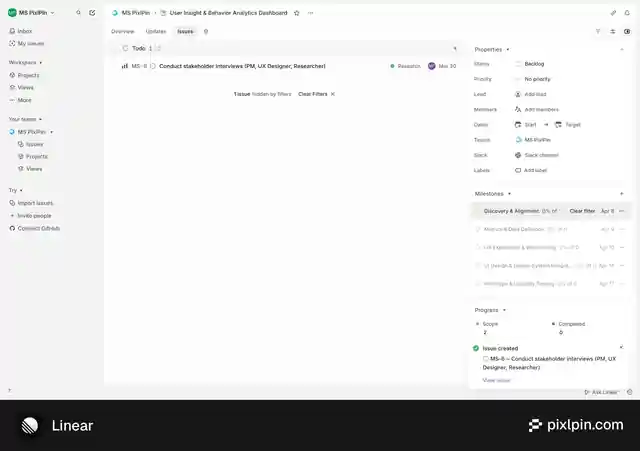 MS PixlPin
MS PixlPin › User Insight & Behavior Analytics Dashboard
Inbox
My issues
Workspace
Projects
Views
More
Your teams
MS PixlPin
Issues
Projects
Views
Try
Import issues
Invite people
Connect GitHub
Overview Updates Issues
Todo 1
MS-6 Conduct stakeholder interviews (PM, UX Designer, Researcher) Research Mar 30
1 issue hidden by filters Clear Filters
Properties
Status Backlog
Priority No priority
Lead Add lead
Members Add members
Dates Start → Target
Teams MS PixlPin
Slack Slack channel
Labels Add label
Milestones
Discovery & Alignment 0% of Clear filter Apr
Progress
Scope Completed
2 0
Issue created
MS-6 – Conduct stakeholder interviews (PM, UX Designer, Researcher)
View issue
Ask Linear
?
Linear
pixlpin.com